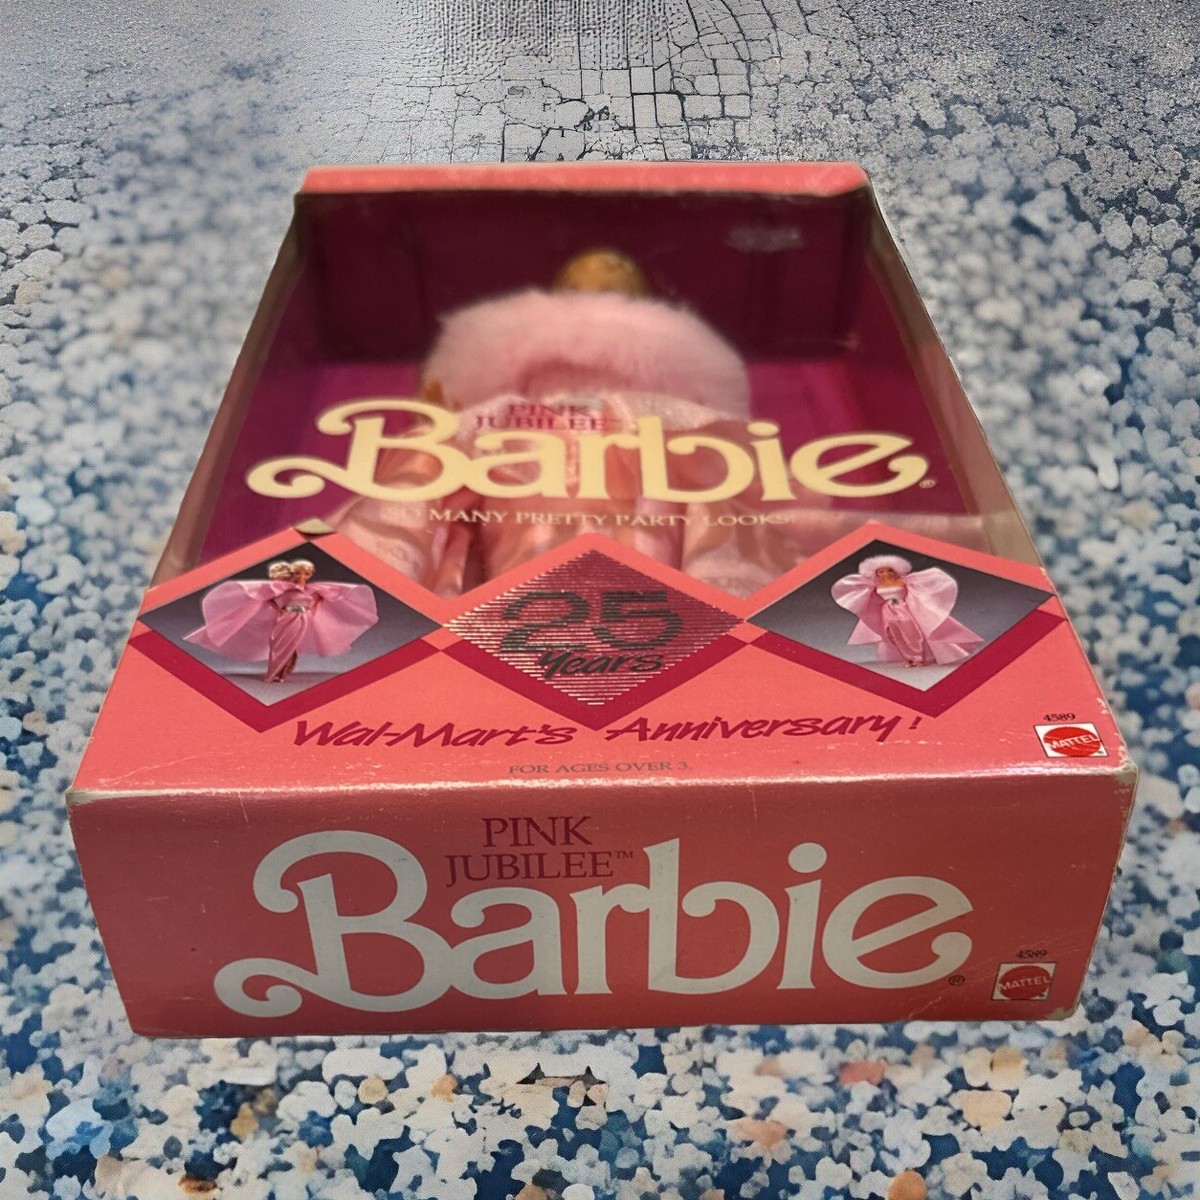 PINK
JUBILEE™
Barbie®
SO MANY PRETTY PARTY LOOKS!
25
Years
Wal-Mart's Anniversary!
4589
MATTEL
FOR AGES OVER 3.
PINK
JUBILEE™
Barbie®
4589
MATTEL